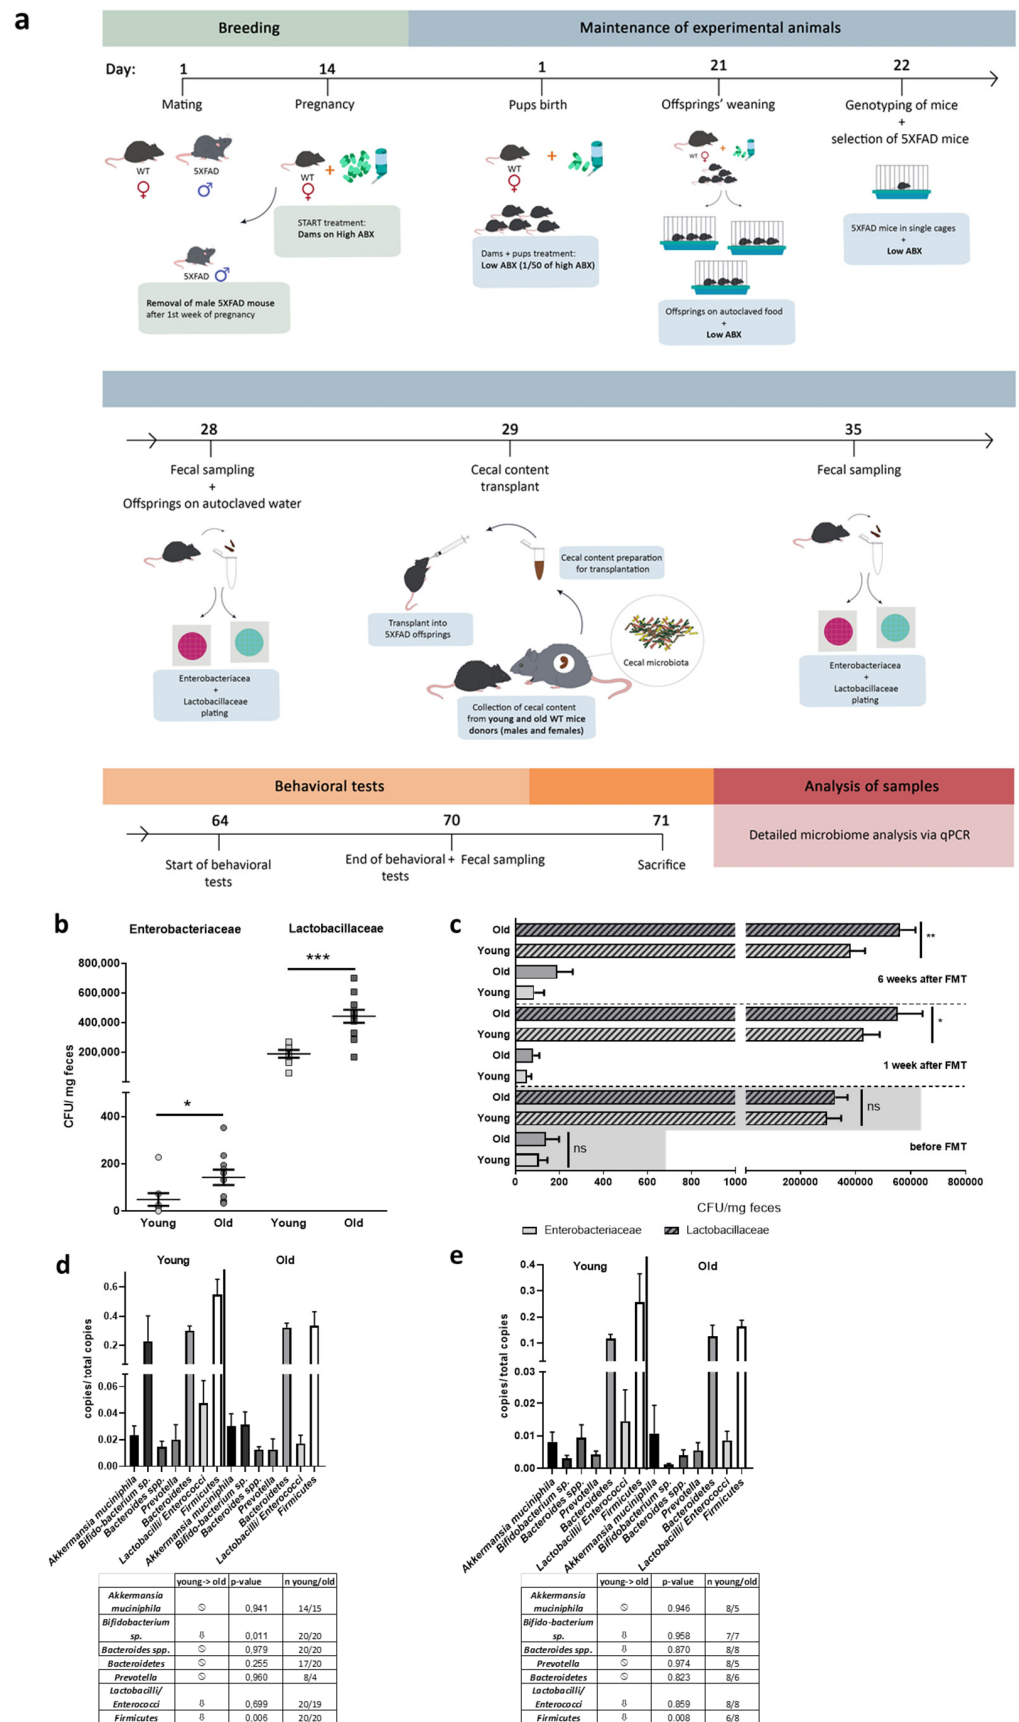 a
Breeding
Maintenance of experimental animals
Day:
1
14
1
21
22
Mating
Pregnancy
Pups birth
Offsprings' weaning
Genotyping of mice
+
selection of 5XFAD mice
WT
5XFAD
WT
+
START treatment:
Dams on High ABX
5XFAD
Removal of male 5XFAD mouse
after 1st week of pregnancy
WT
+
Dams + pups treatment:
Low ABX (1/50 of high ABX)
WT
+
Offsprings on autoclaved food
+
Low ABX
5XFAD mice in single cages
+
Low ABX
28
29
35
Fecal sampling
+
Offsprings on autoclaved water
Cecal content
transplant
Fecal sampling
Cecal content preparation
for transplantation
Transplant into
5XFAD offsprings
Cecal microbiota
Enterobacteriacea
+
Lactobacillaceae
plating
Collection of cecal content
from young and old WT mice
donors (males and females)
Enterobacteriacea
+
Lactobacillaceae
plating
Behavioral tests
Analysis of samples
64
70
71
Detailed microbiome analysis via qPCR
Start of behavioral
tests
End of behavioral + Fecal sampling
tests
Sacrifice
b
Enterobacteriaceae
Lactobacillaceae
***
*
800,000
600,000
400,000
200,000
400
200
0
CFU/ mg feces
Young
Old
Young
Old
c
Old
Young
Old
Young
**
6 weeks after FMT
Old
Young
Old
Young
*
1 week after FMT
Old
Young
Old
Young
ns
ns
before FMT
0
200
400
600
800
1000
200000
400000
600000
800000
CFU/mg feces
Enterobacteriaceae
Lactobacillaceae
d
Young
Old
copies/ total copies
0.6
0.4
0.2
0.06
0.04
0.02
0.00
Akkermansia muciniphila
Bifido-bacterium sp.
Bacteroides spp.
Prevotella
Bacteroidetes
Lactobacilli/ Enterococci
Firmicutes
Akkermansia muciniphila
Bifido-bacterium sp.
Bacteroides spp.
Prevotella
Bacteroidetes
Lactobacilli/ Enterococci
Firmicutes
young-> old p-value n young/old
Akkermansia
muciniphila 0,941 14/15
Bifidobacterium
sp. ⇩ 0,011 20/20
Bacteroides spp. 0.979 20/20
Bacteroidetes 0.255 17/20
Prevotella 0,960 8/4
Lactobacilli/
Enterococci ⇩ 0,699 20/19
Firmicutes ⇩ 0,006 20/20
e
Young
Old
copies/total copies
0.4
0.3
0.2
0.1
0.03
0.02
0.01
0.00
Akkermansia muciniphila
Bifidobacterium sp.
Bacteroides spp.
Prevotella
Bacteroidetes
Lactobacilli/ Enterococci
Firmicutes
Akkermansia muciniphila
Bifidobacterium sp.
Bacteroides spp.
Prevotella
Bacteroidetes
Lactobacilli/ Enterococci
Firmicutes
young-> old p-value n young/old
Akkermansia
muciniphila 0.946 8/5
Bifido-bacterium
sp. ⇩ 0.958 7/7
Bacteroides spp. ⇩ 0.870 8/8
Prevotella 0.974 8/5
Bacteroidetes 0.823 8/6
Lactobacilli/
Enterococci ⇩ 0.859 8/8
Firmicutes ⇩ 0.008 6/8